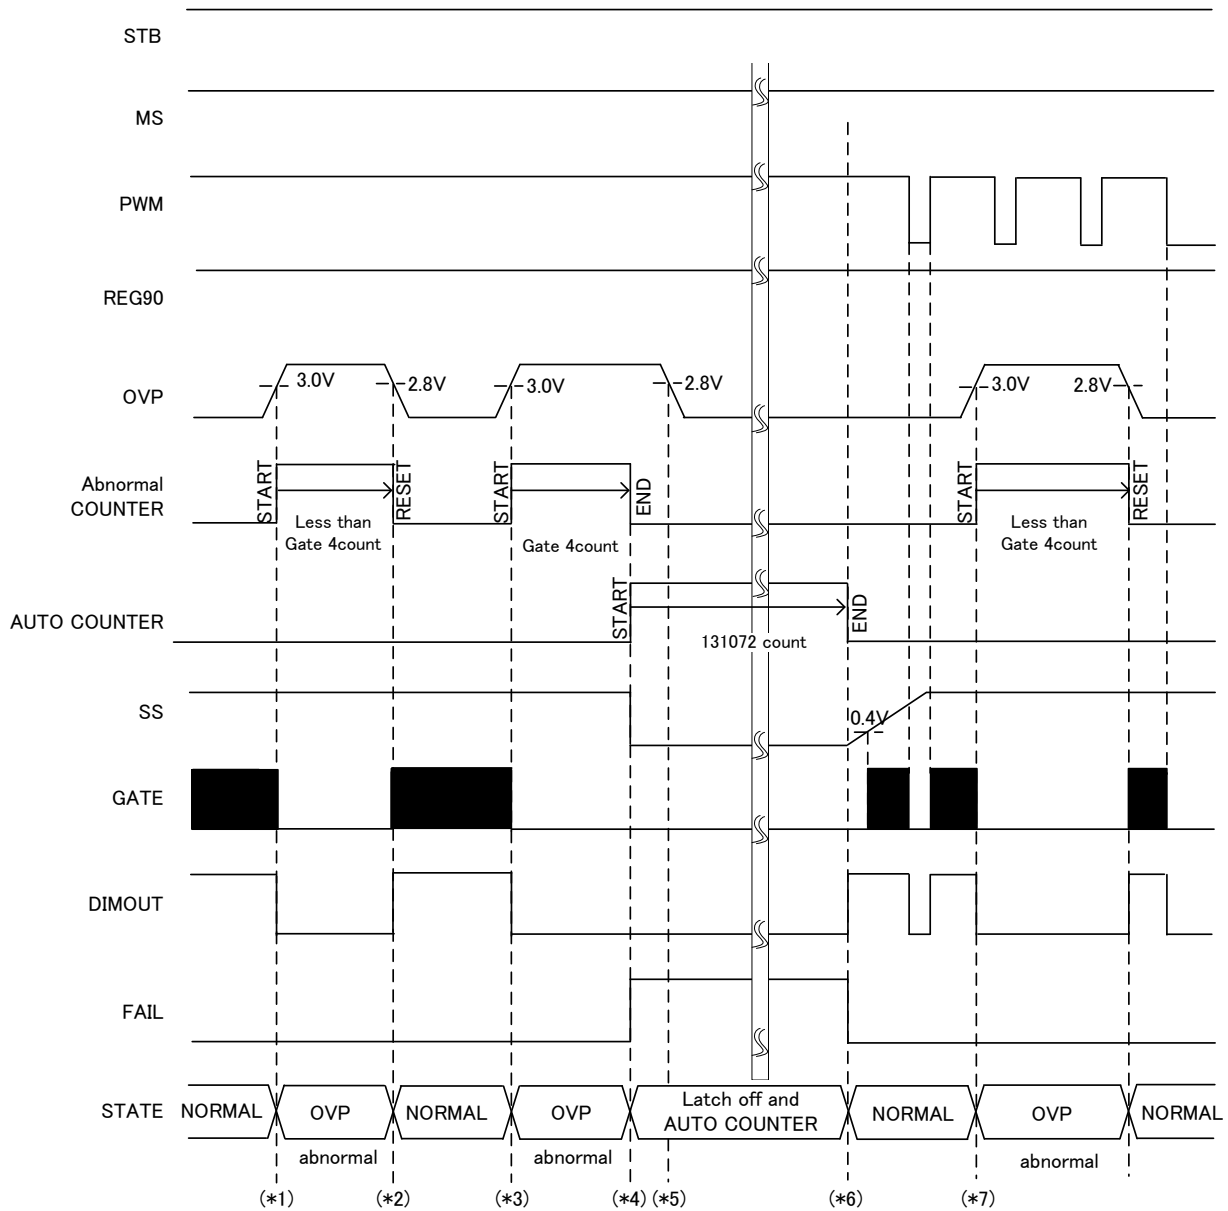 STB
MS
PWM
REG90
OVP
3.0V
2.8V
3.0V
2.8V
3.0V
2.8V
Abnormal
COUNTER
START
RESET
START
END
START
RESET
Less than
Gate 4count
Gate 4count
Less than
Gate 4count
AUTO COUNTER
START
END
131072 count
SS
0.4V
GATE
DIMOUT
FAIL
STATE
NORMAL
OVP
NORMAL
OVP
Latch off and
AUTO COUNTER
NORMAL
OVP
NORMAL
abnormal
abnormal
abnormal
(*1)
(*2)
(*3)
(*4)
(*5)
(*6)
(*7)